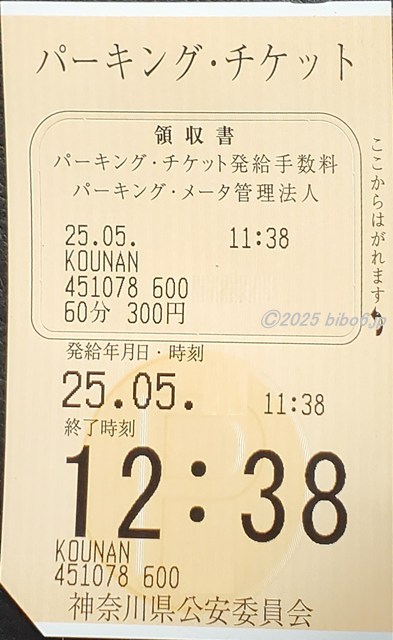 パーキング・チケット
領収書
パーキング・チケット発給手数料
パーキング・メータ管理法人
25.05. 11:38
KOUNAN
451078 600
60分 300円
ここからはがれます
©2025 bibo6jp
発給年月日・時刻
25.05. 11:38
終了時刻
12:38
KOUNAN
451078 600
神奈川県公安委員会